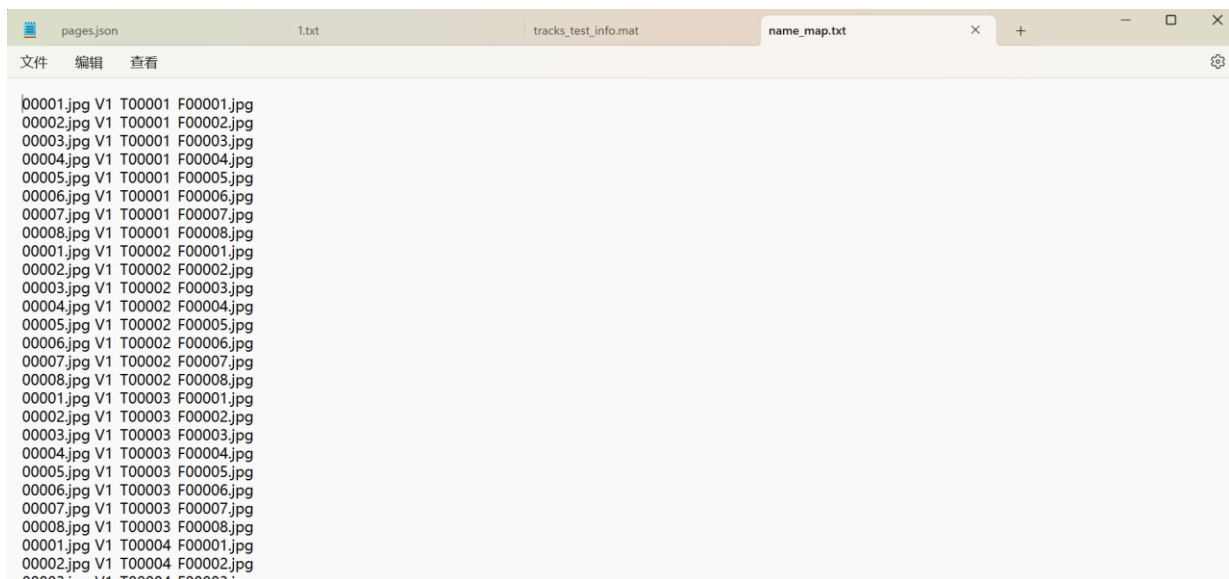 pages.json 1.txt tracks_test_info.mat name_map.txt
文件 编辑 查看
00001.jpg V1 T00001 F00001.jpg
00002.jpg V1 T00001 F00002.jpg
00003.jpg V1 T00001 F00003.jpg
00004.jpg V1 T00001 F00004.jpg
00005.jpg V1 T00001 F00005.jpg
00006.jpg V1 T00001 F00006.jpg
00007.jpg V1 T00001 F00007.jpg
00008.jpg V1 T00001 F00008.jpg
00001.jpg V1 T00002 F00001.jpg
00002.jpg V1 T00002 F00002.jpg
00003.jpg V1 T00002 F00003.jpg
00004.jpg V1 T00002 F00004.jpg
00005.jpg V1 T00002 F00005.jpg
00006.jpg V1 T00002 F00006.jpg
00007.jpg V1 T00002 F00007.jpg
00008.jpg V1 T00002 F00008.jpg
00001.jpg V1 T00003 F00001.jpg
00002.jpg V1 T00003 F00002.jpg
00003.jpg V1 T00003 F00003.jpg
00004.jpg V1 T00003 F00004.jpg
00005.jpg V1 T00003 F00005.jpg
00006.jpg V1 T00003 F00006.jpg
00007.jpg V1 T00003 F00007.jpg
00008.jpg V1 T00003 F00008.jpg
00001.jpg V1 T00004 F00001.jpg
00002.jpg V1 T00004 F00002.jpg